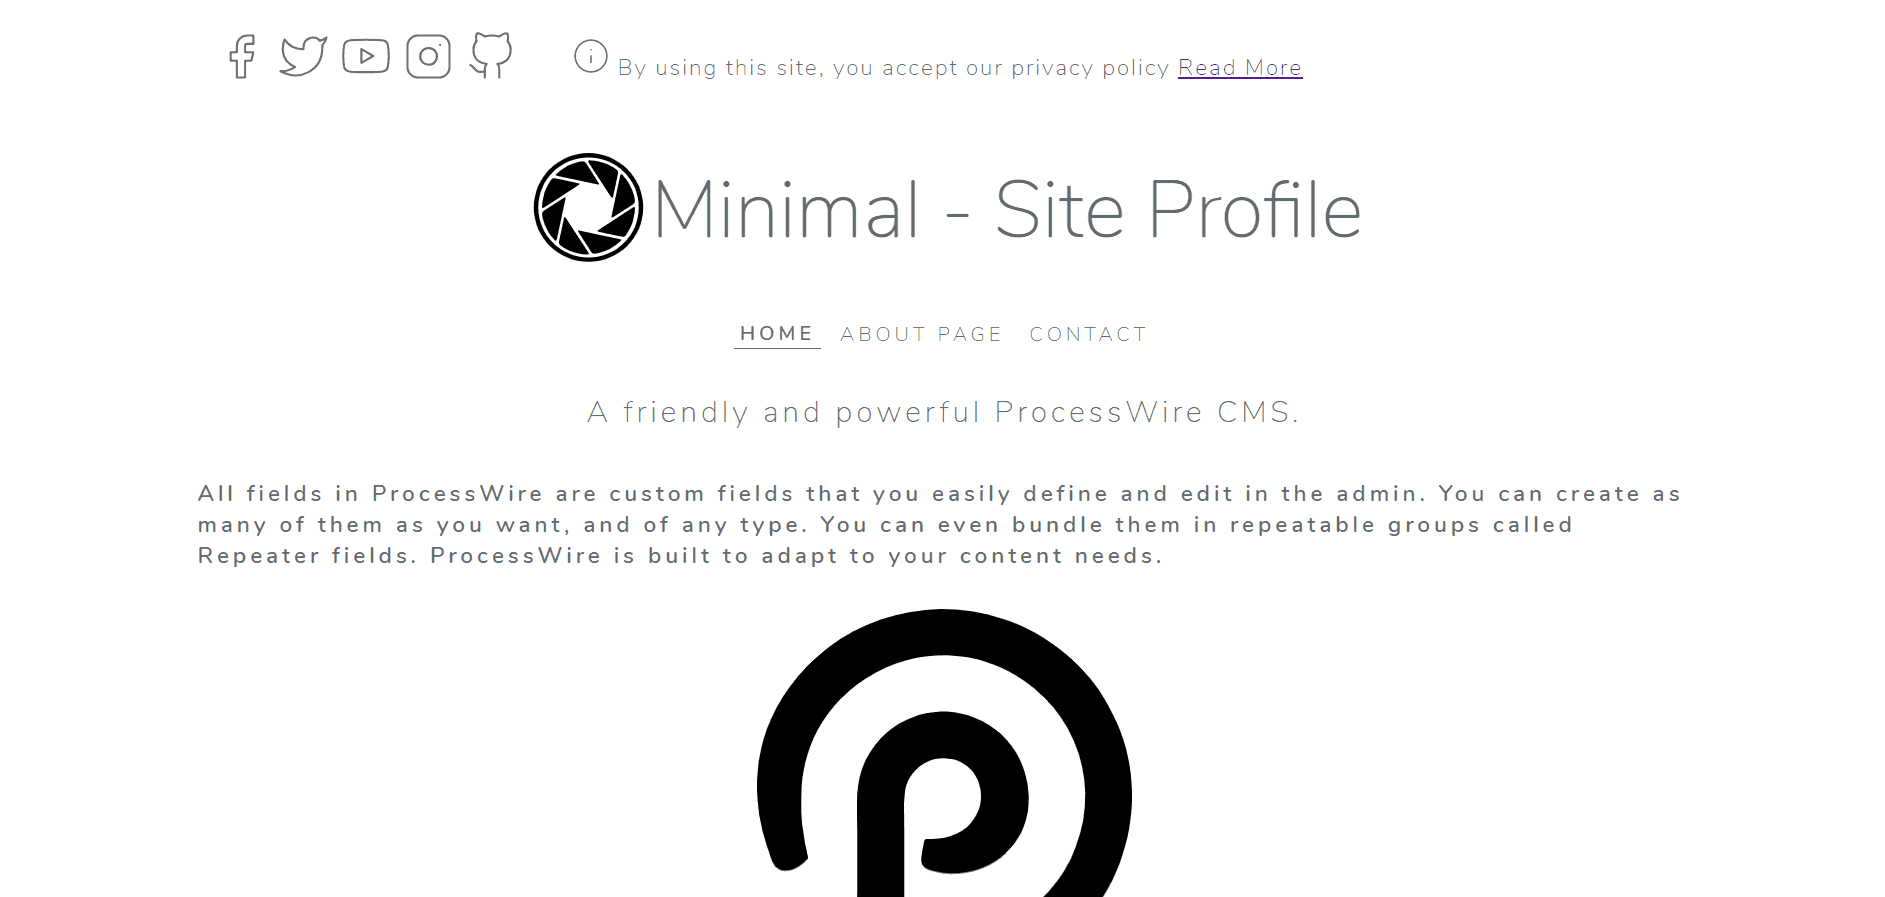 By using this site, you accept our privacy policy Read More
Minimal - Site Profile
HOME ABOUT PAGE CONTACT
A friendly and powerful ProcessWire CMS.
All fields in ProcessWire are custom fields that you easily define and edit in the admin. You can create as
many of them as you want, and of any type. You can even bundle them in repeatable groups called
Repeater fields. ProcessWire is built to adapt to your content needs.